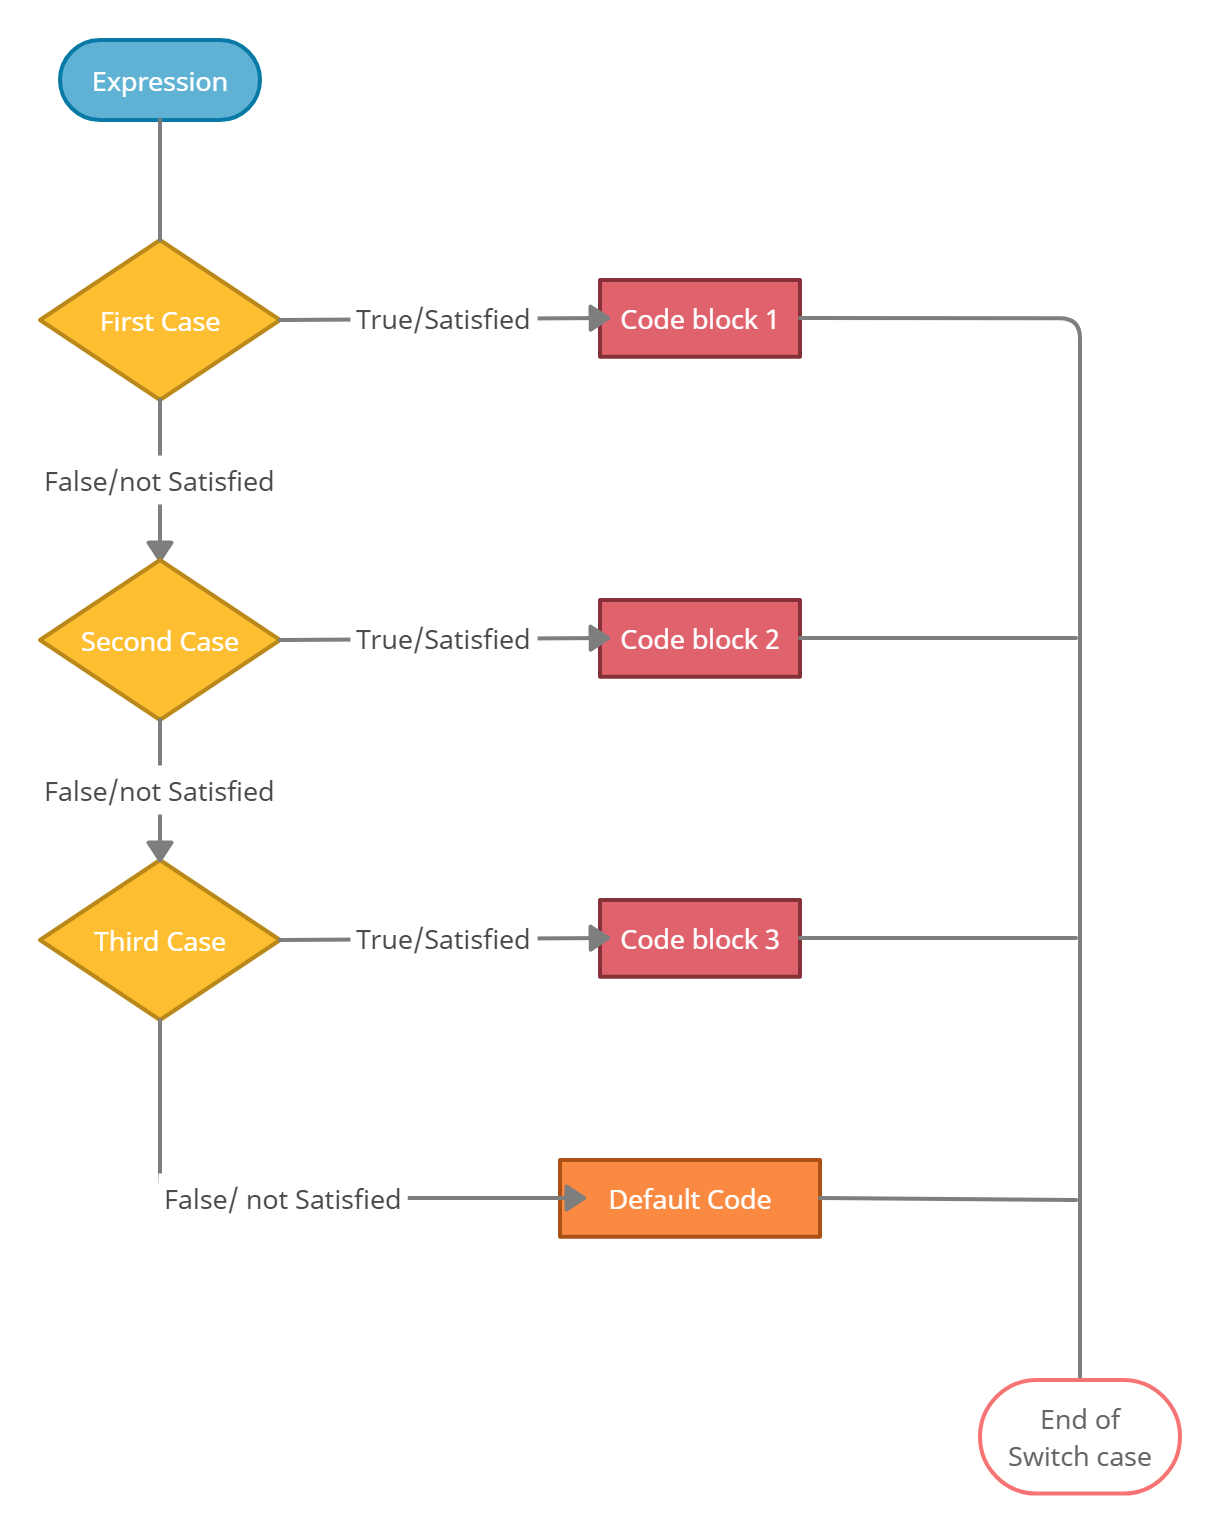 Expression
First Case
True/Satisfied
Code block 1
False/not Satisfied
Second Case
True/Satisfied
Code block 2
False/not Satisfied
Third Case
True/Satisfied
Code block 3
False/ not Satisfied
Default Code
End of
Switch case